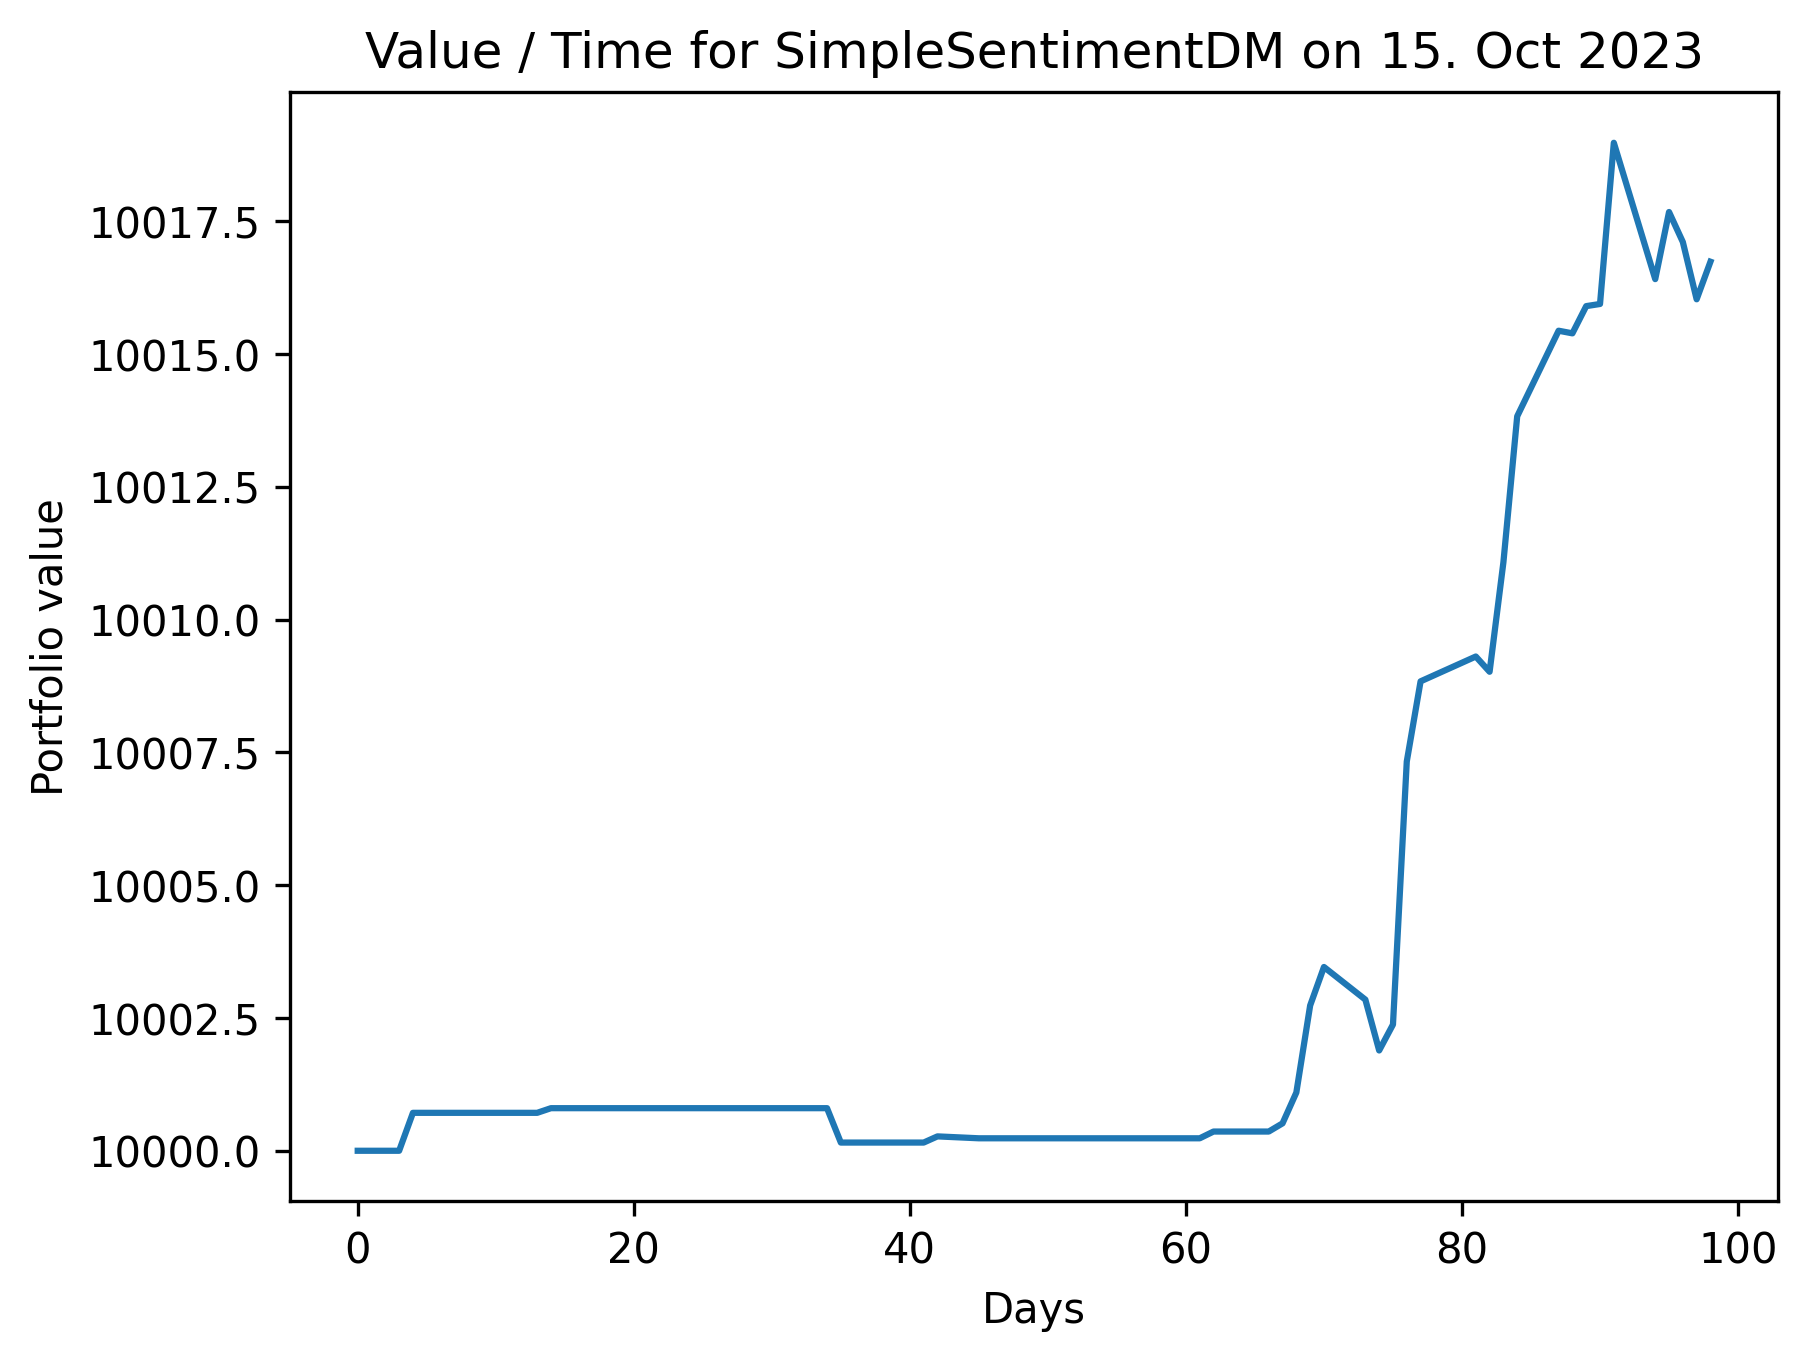 Value / Time for SimpleSentimentDM on 15. Oct 2023
Portfolio value
10017.5
10015.0
10012.5
10010.0
10007.5
10005.0
10002.5
10000.0
0 20 40 60 80 100
Days